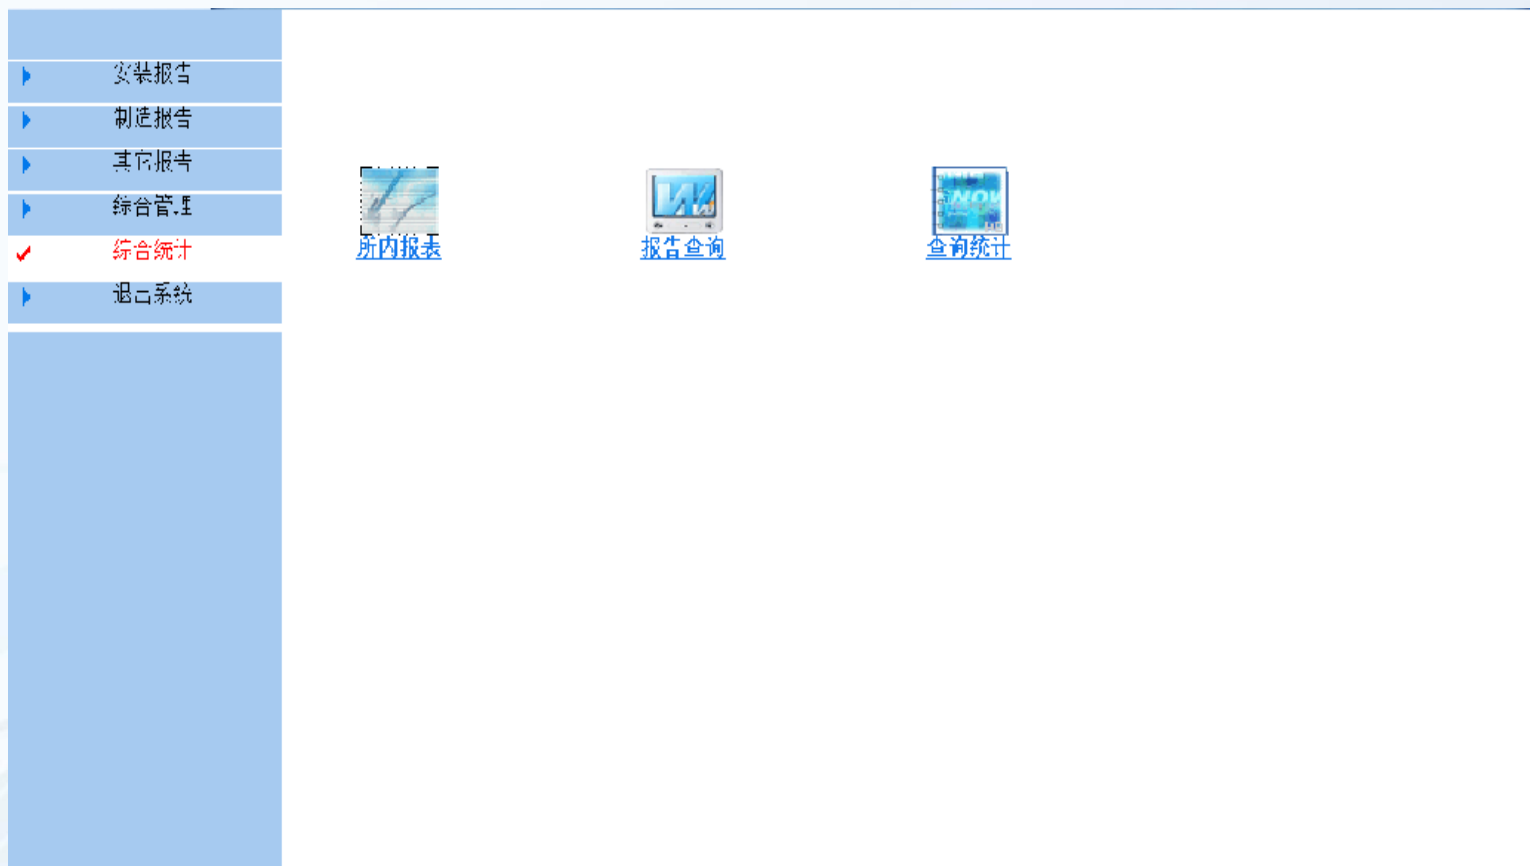 安装报告
制造报告
其它报告
综合管理
综合统计
退出系统
所内报表
报告查询
查询统计